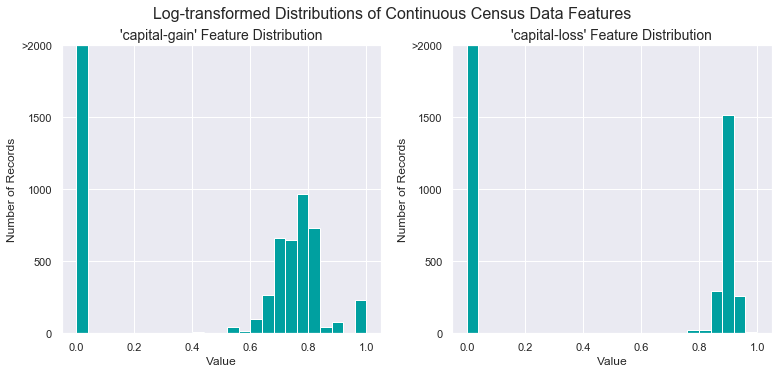 Log-transformed Distributions of Continuous Census Data Features
'capital-gain' Feature Distribution
'capital-loss' Feature Distribution
Number of Records
>2000
1500
1000
500
0
0.0 0.2 0.4 0.6 0.8 1.0
Value
Number of Records
>2000
1500
1000
500
0
0.0 0.2 0.4 0.6 0.8 1.0
Value